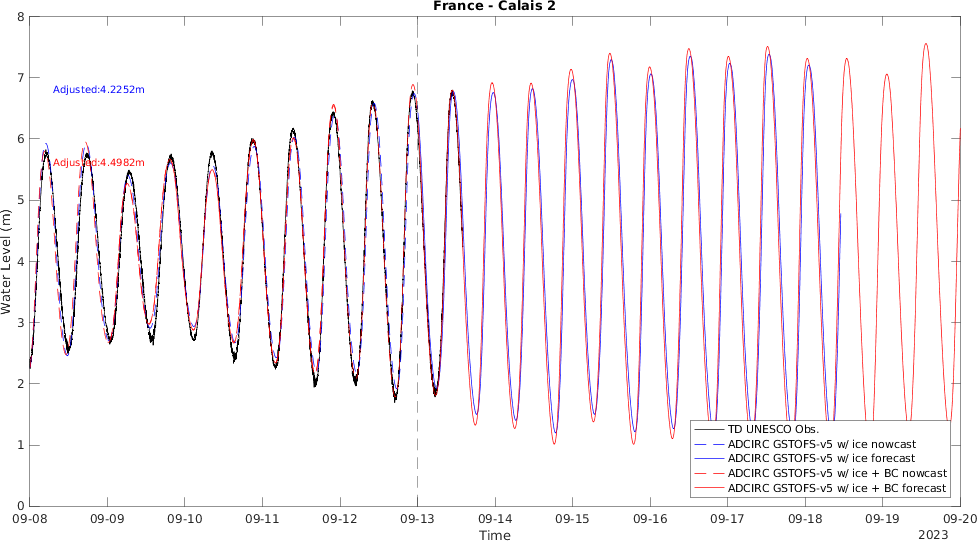 France - Calais 2
Water Level (m)
8
7
6
5
4
3
2
1
0
Adjusted:4.2252m
Adjusted:4.4982m
TD UNESCO Obs.
ADCIRC GSTOFS-v5 w/ ice nowcast
ADCIRC GSTOFS-v5 w/ ice forecast
ADCIRC GSTOFS-v5 w/ ice + BC nowcast
ADCIRC GSTOFS-v5 w/ ice + BC forecast
09-08 09-09 09-10 09-11 09-12 09-13 09-14 09-15 09-16 09-17 09-18 09-19 09-20
Time
2023